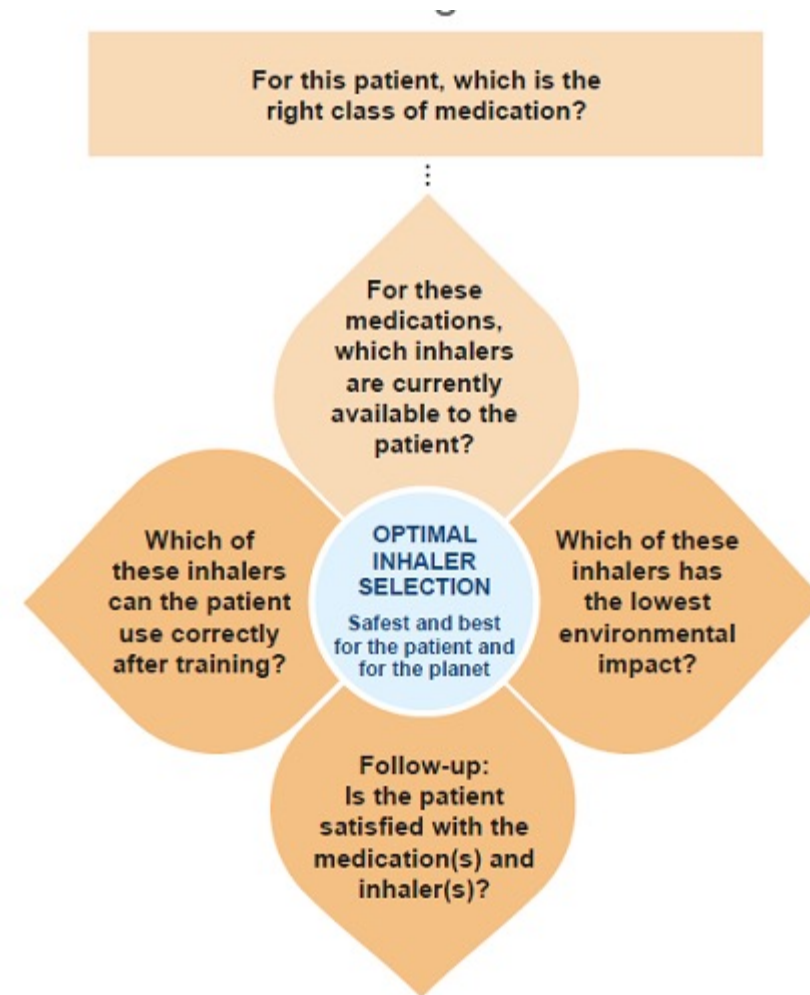 For this patient, which is the
right class of medication?
For these
medications,
which inhalers
are currently
available to the
patient?
Which of
these inhalers
can the patient
use correctly
after training?
OPTIMAL
INHALER
SELECTION
Safest and best
for the patient and
for the planet
Which of these
inhalers has
the lowest
environmental
impact?
Follow-up:
Is the patient
satisfied with the
medication(s) and
inhaler(s)?